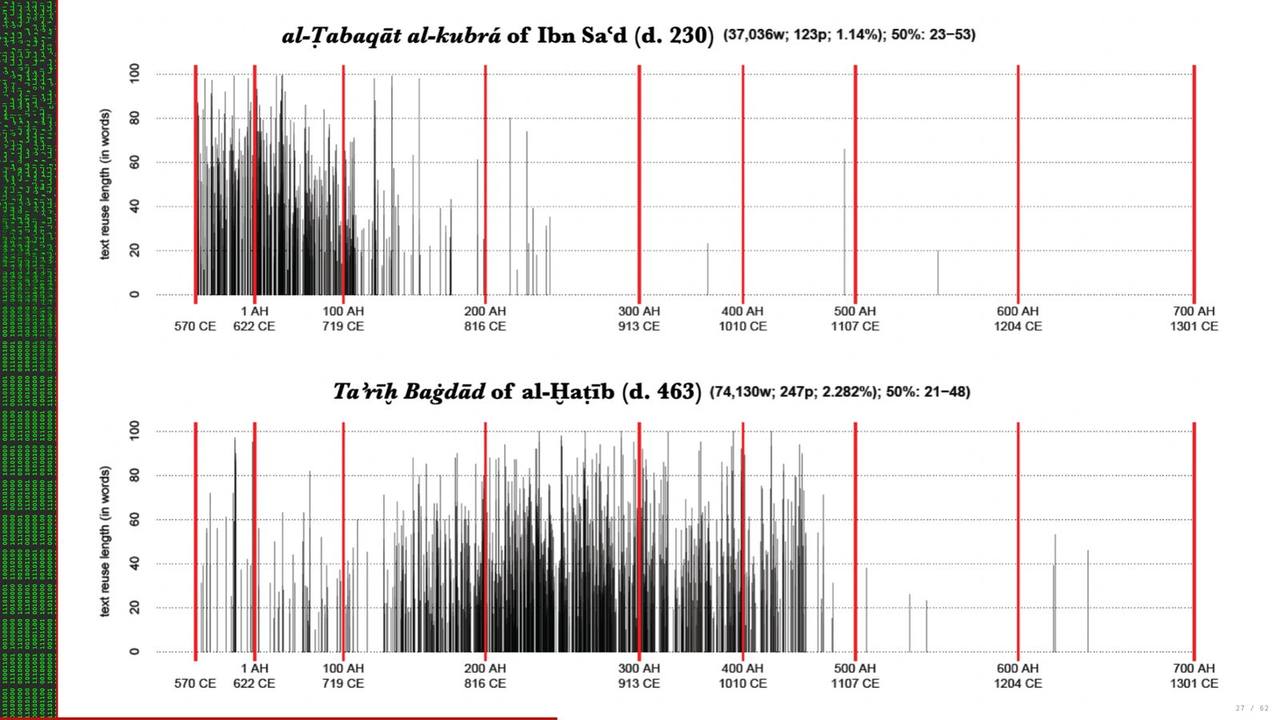 al-Ṭabaqāt al-kubrá of Ibn Saʿd (d. 230) (37,036w; 123p; 1.14%); 50%: 23−53)
text reuse length (in words)
100
80
60
40
20
0
570 CE
1 AH
622 CE
100 AH
719 CE
200 AH
816 CE
300 AH
913 CE
400 AH
1010 CE
500 AH
1107 CE
600 AH
1204 CE
700 AH
1301 CE
Taʾrīḫ Baġdād of al-Ḫaṭīb (d. 463) (74,130w; 247p; 2.282%); 50%: 21−48)
text reuse length (in words)
100
80
60
40
20
0
570 CE
1 AH
622 CE
100 AH
719 CE
200 AH
816 CE
300 AH
913 CE
400 AH
1010 CE
500 AH
1107 CE
600 AH
1204 CE
700 AH
1301 CE
27 / 62